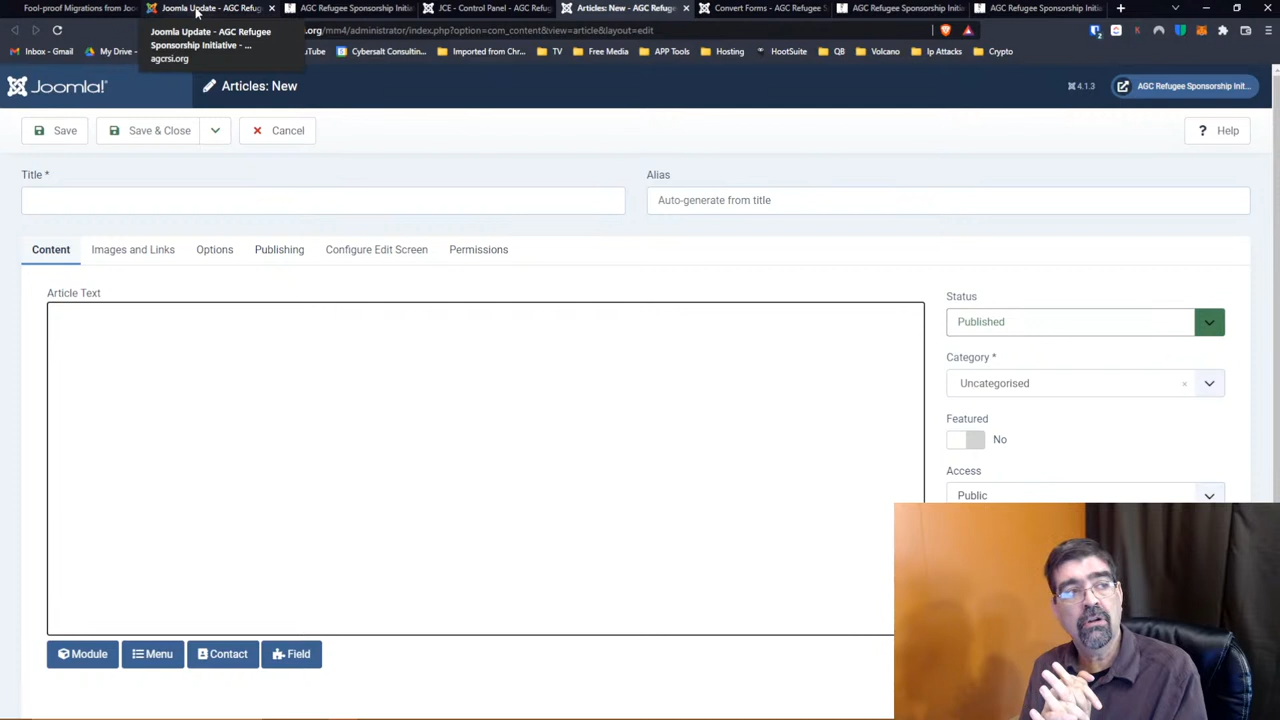 Fool-proof Migrations from Joo
Joomla Update - AGC Refug
AGC Refugee Sponsorship Initia
JCE - Control Panel - AGC Refug
Articles: New - AGC Refuge
Convert Forms - AGC Refugee S
AGC Refugee Sponsorship Initi
AGC Refugee Sponsorship Initia
Joomla Update - AGC Refugee
Sponsorship Initiative - ...
agcrsi.org
.org/mm4/administrator/index.php?option=com_content&view=article&layout=edit
Inbox - Gmail
My Drive -
uTube
Cybersalt Consulting...
Imported from Chr...
TV
Free Media
APP Tools
Hosting
HootSuite
QB
Volcano
Ip Attacks
Crypto
Joomla!
Articles: New
4.1.3
AGC Refugee Sponsorship Init...
Save
Save & Close
Cancel
? Help
Title *
Alias
Auto-generate from title
Content
Images and Links
Options
Publishing
Configure Edit Screen
Permissions
Article Text
Status
Published
Category *
Uncategorised
Featured
No
Access
Public
Module
Menu
Contact
Field